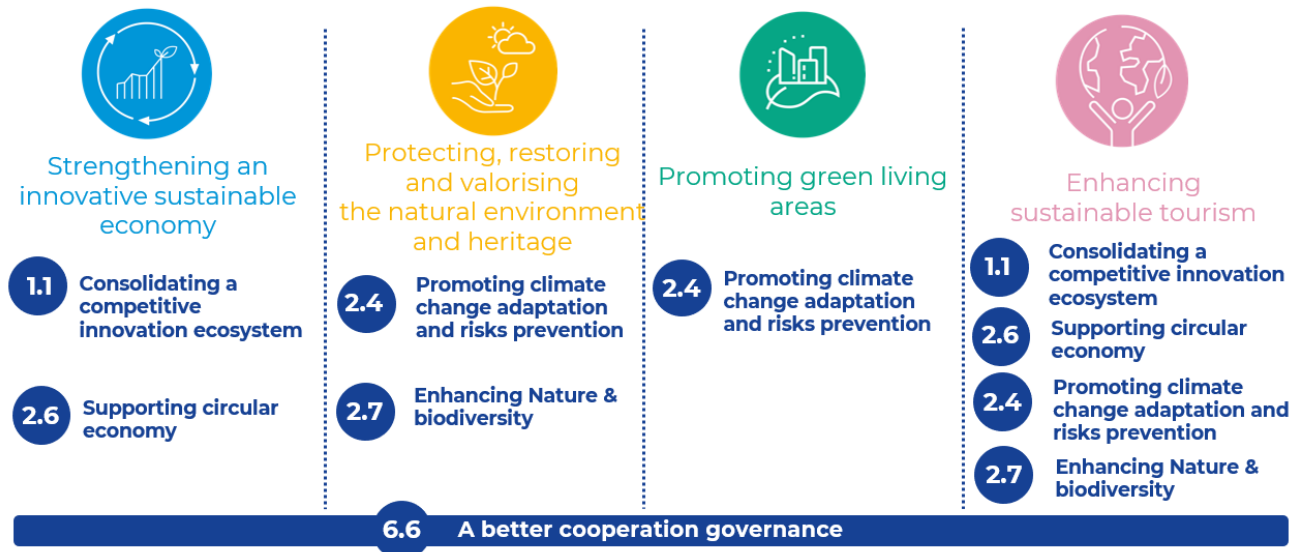 Strengthening an
innovative sustainable
economy
1.1
Consolidating a
competitive
innovation ecosystem
2.6
Supporting circular
economy
Protecting, restoring
and valorising
the natural environment
and heritage
2.4
Promoting climate
change adaptation
and risks prevention
2.7
Enhancing Nature &
biodiversity
Promoting green living
areas
2.4
Promoting climate
change adaptation
and risks prevention
Enhancing
sustainable tourism
1.1
Consolidating a
competitive innovation
ecosystem
2.6
Supporting circular
economy
2.4
Promoting climate
change adaptation and
risks prevention
2.7
Enhancing Nature &
biodiversity
6.6 A better cooperation governance